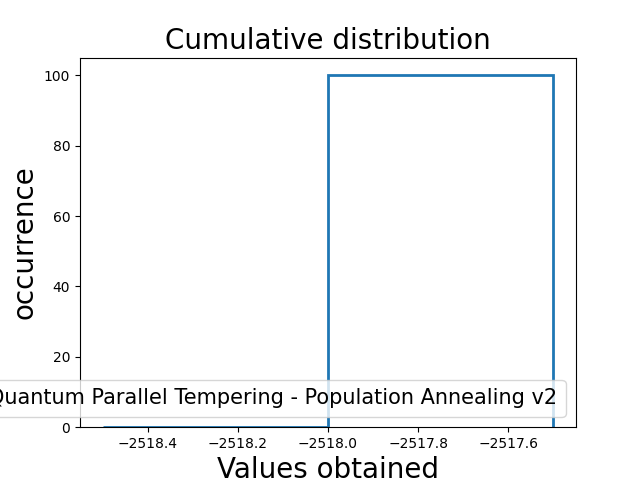 Cumulative distribution
occurrence
100
80
60
40
20
0
Parallel Tempering - Population Annealing v2
−2518.4 −2518.2 −2518.0 −2517.8 −2517.6
Values obtained